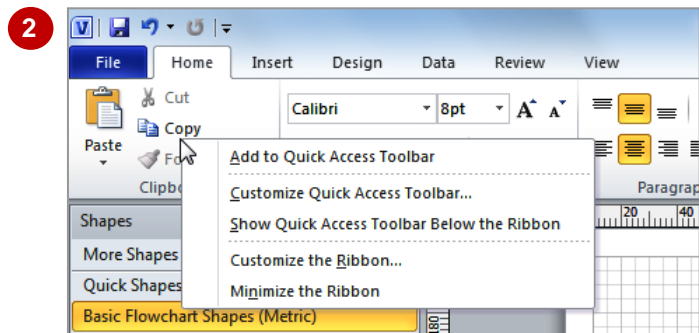 2
V
File Home Insert Design Data Review View
Cut
Calibri 8pt A A
Copy
Paste
Add to Quick Access Toolbar
Customize Quick Access Toolbar...
Show Quick Access Toolbar Below the Ribbon
Customize the Ribbon...
Minimize the Ribbon
Shapes
More Shapes
Quick Shapes
Basic Flowchart Shapes (Metric)
20 40
180